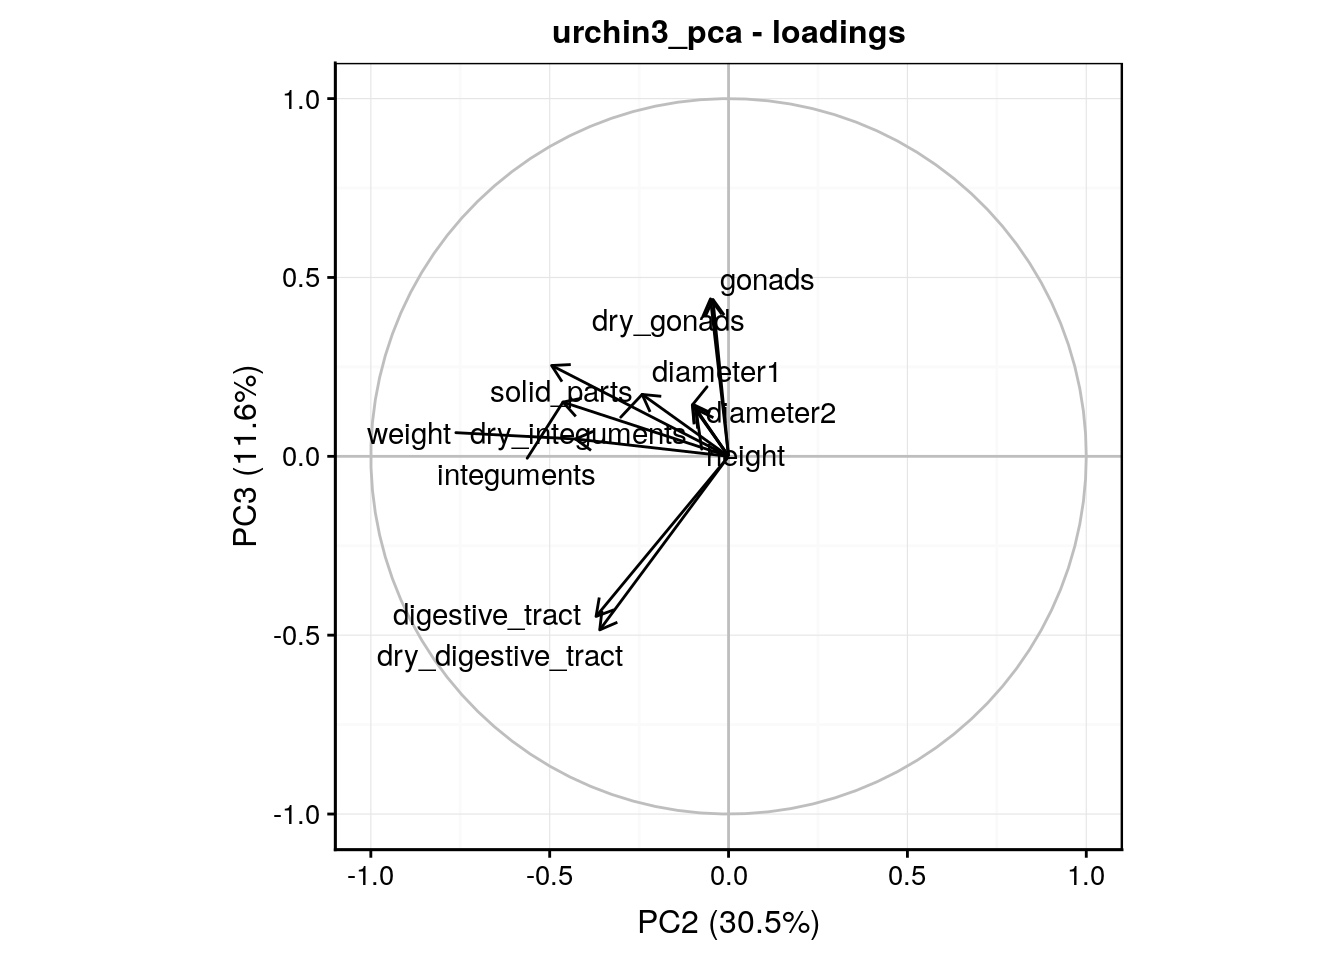 urchin3_pca - loadings
1.0
0.5
0.0
-0.5
-1.0
PC3 (11.6%)
gonads
dry_gonads
diameter1
solid_parts
diameter2
weight
dry_integuments
height
integuments
digestive_tract
dry_digestive_tract
-1.0
-0.5
0.0
0.5
1.0
PC2 (30.5%)